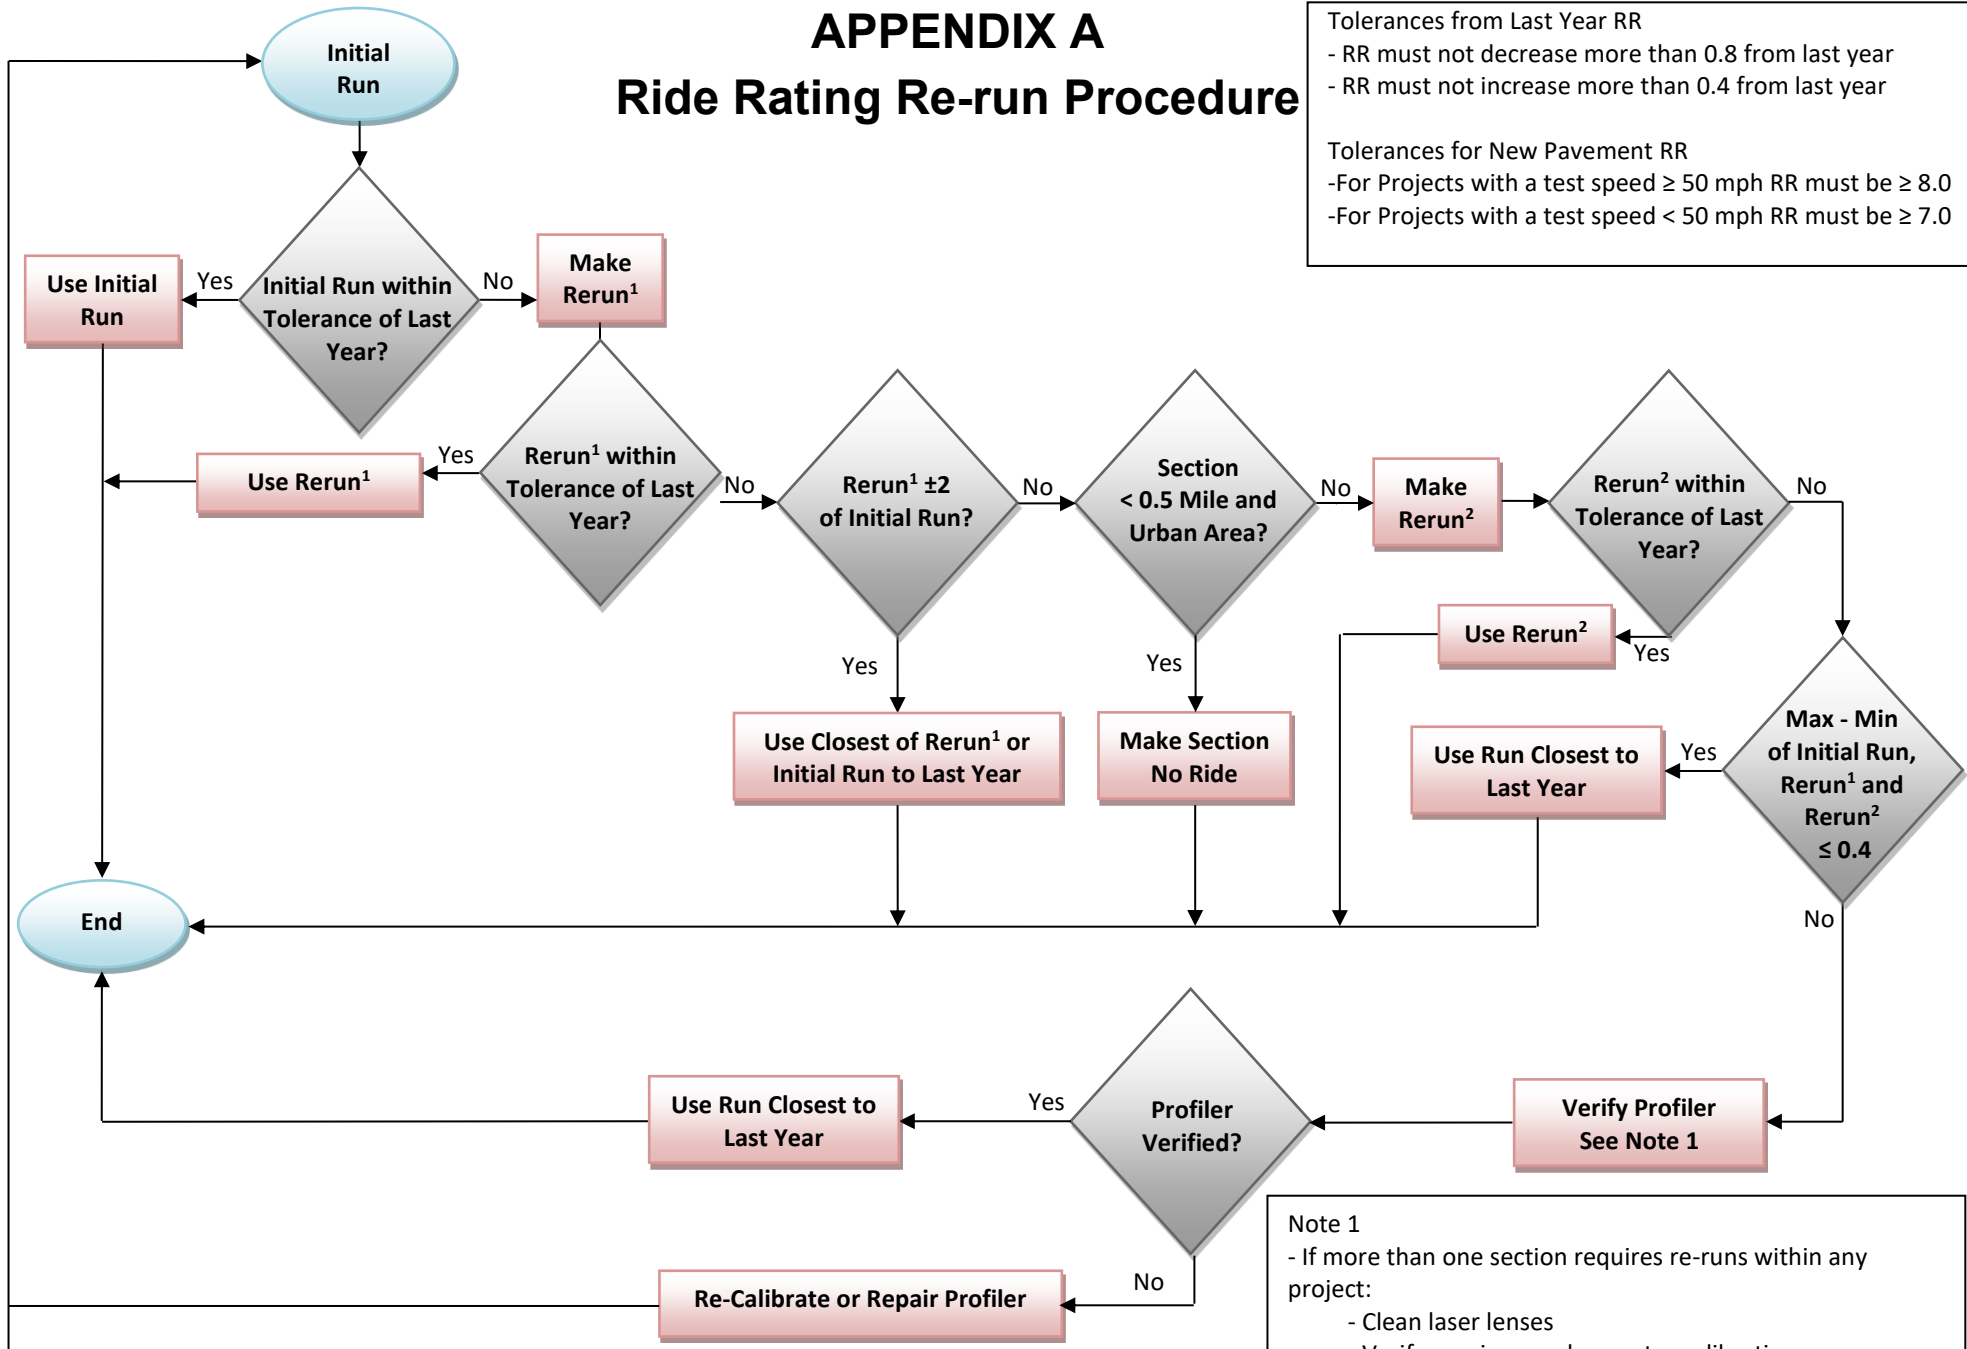 APPENDIX A
Ride Rating Re-run Procedure
Tolerances from Last Year RR
- RR must not decrease more than 0.8 from last year
- RR must not increase more than 0.4 from last year
Tolerances for New Pavement RR
-For Projects with a test speed ≥ 50 mph RR must be ≥ 8.0
-For Projects with a test speed < 50 mph RR must be ≥ 7.0
Initial
Run
Initial Run within
Tolerance of Last
Year?
Yes
Use Initial
Run
No
Make
Rerun¹
Rerun¹ within
Tolerance of Last
Year?
Yes
Use Rerun¹
No
Rerun¹ ±2
of Initial Run?
Yes
Use Closest of Rerun¹ or
Initial Run to Last Year
No
Section
< 0.5 Mile and
Urban Area?
Yes
Make Section
No Ride
No
Make
Rerun²
Rerun² within
Tolerance of Last
Year?
Yes
Use Rerun²
No
Max - Min
of Initial Run,
Rerun¹ and
Rerun²
≤ 0.4
Yes
Use Run Closest to
Last Year
No
End
Verify Profiler
See Note 1
Profiler
Verified?
Yes
Use Run Closest to
Last Year
No
Re-Calibrate or Repair Profiler
Note 1
- If more than one section requires re-runs within any
project:
- Clean laser lenses